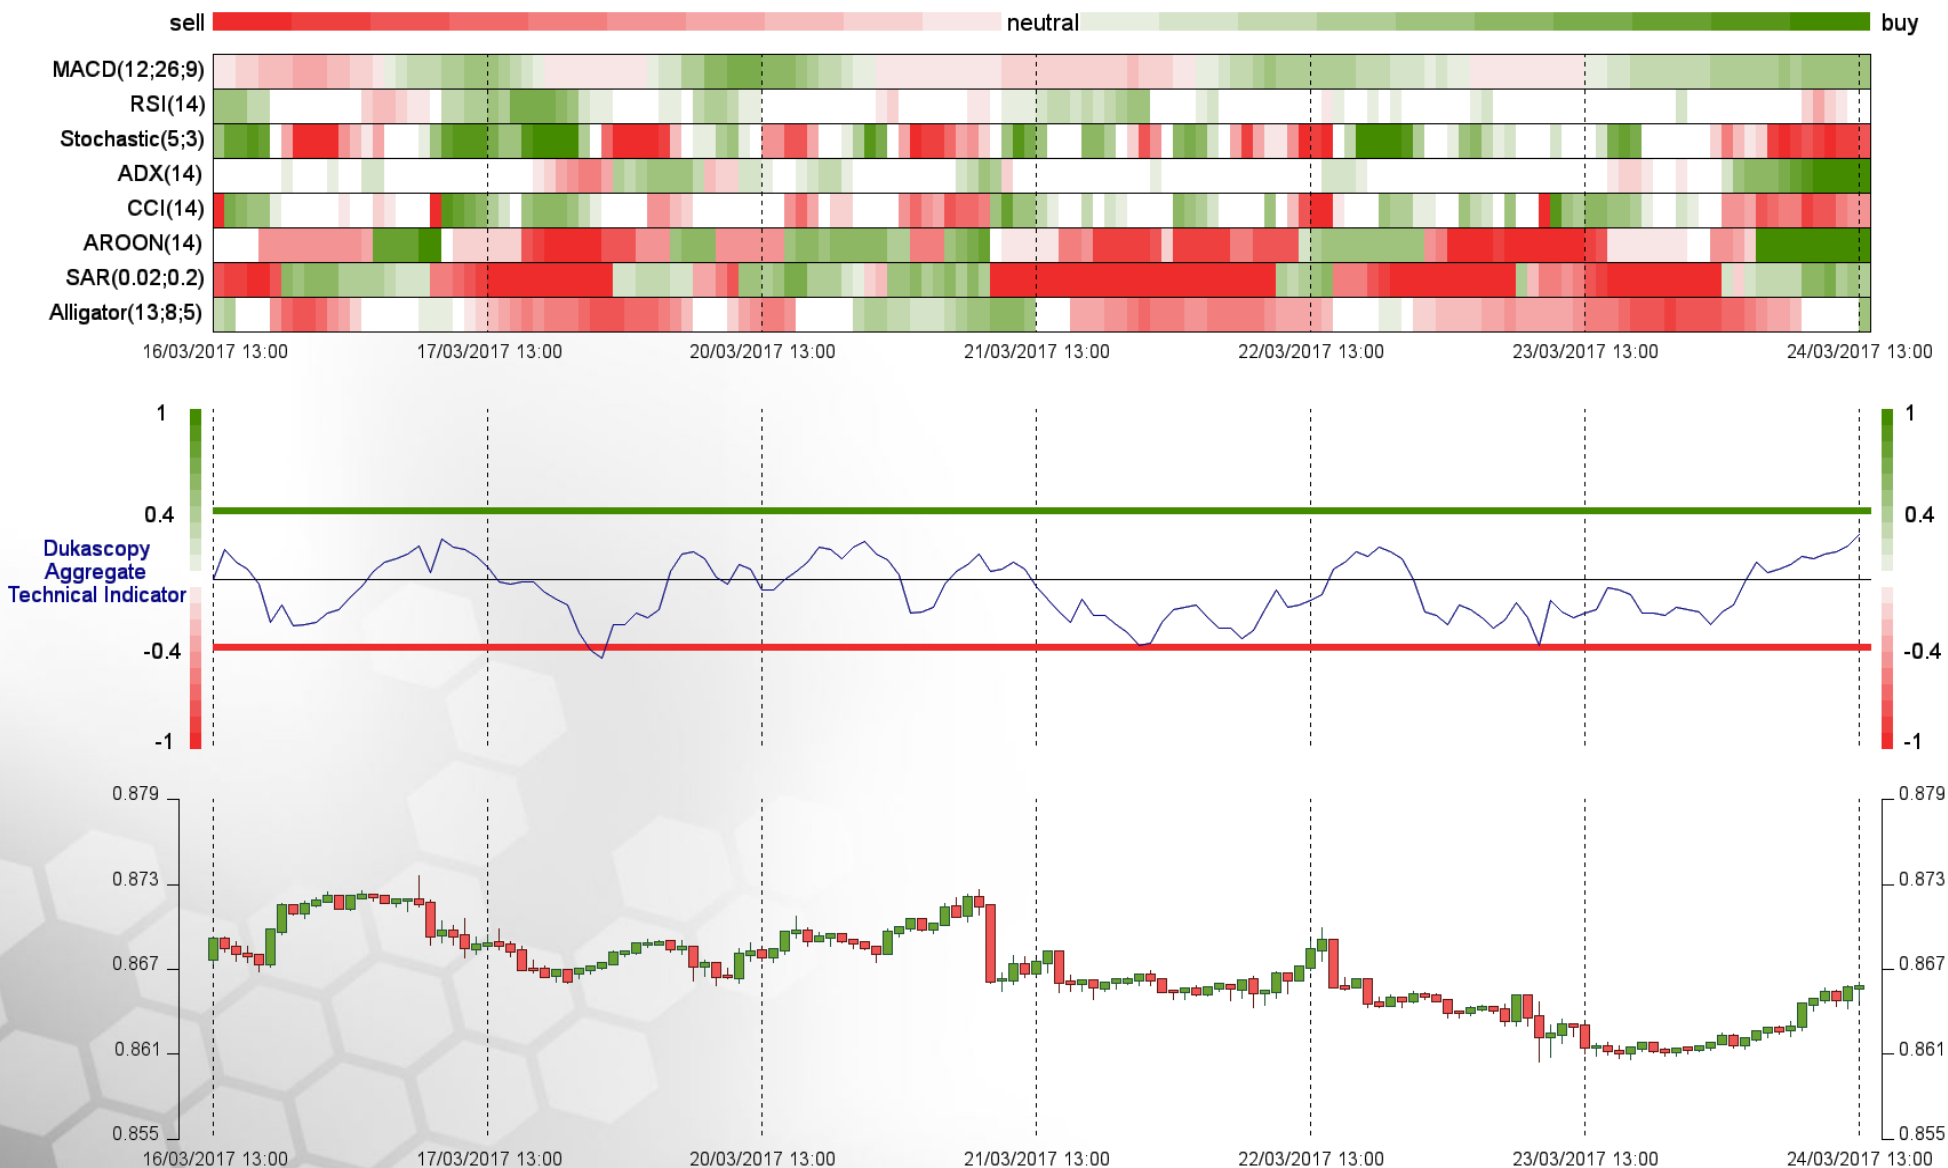 sell neutral buy
MACD(12;26;9)
RSI(14)
Stochastic(5;3)
ADX(14)
CCI(14)
AROON(14)
SAR(0.02;0.2)
Alligator(13;8;5)
16/03/2017 13:00 17/03/2017 13:00 20/03/2017 13:00 21/03/2017 13:00 22/03/2017 13:00 23/03/2017 13:00 24/03/2017 13:00
1 1
0.4 0.4
Dukascopy
Aggregate
Technical Indicator
-0.4 -0.4
-1 -1
0.879 0.879
0.873 0.873
0.867 0.867
0.861 0.861
0.855 0.855
16/03/2017 13:00 17/03/2017 13:00 20/03/2017 13:00 21/03/2017 13:00 22/03/2017 13:00 23/03/2017 13:00 24/03/2017 13:00